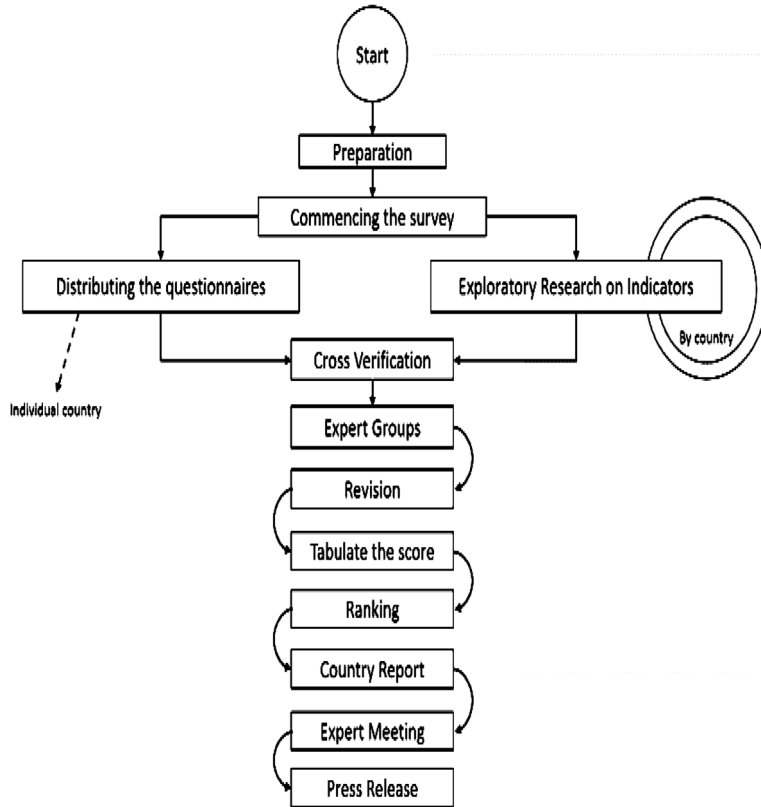 Start
Preparation
Commencing the survey
Distributing the questionnaires
Exploratory Research on Indicators
By country
Cross Verification
Individual country
Expert Groups
Revision
Tabulate the score
Ranking
Country Report
Expert Meeting
Press Release